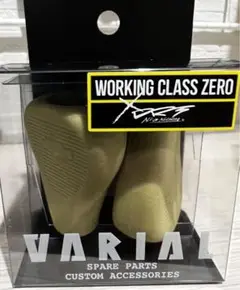 WORKING CLASS ZERO
VARIAL
SPARE PARTS
CUSTOM ACCESSORIES